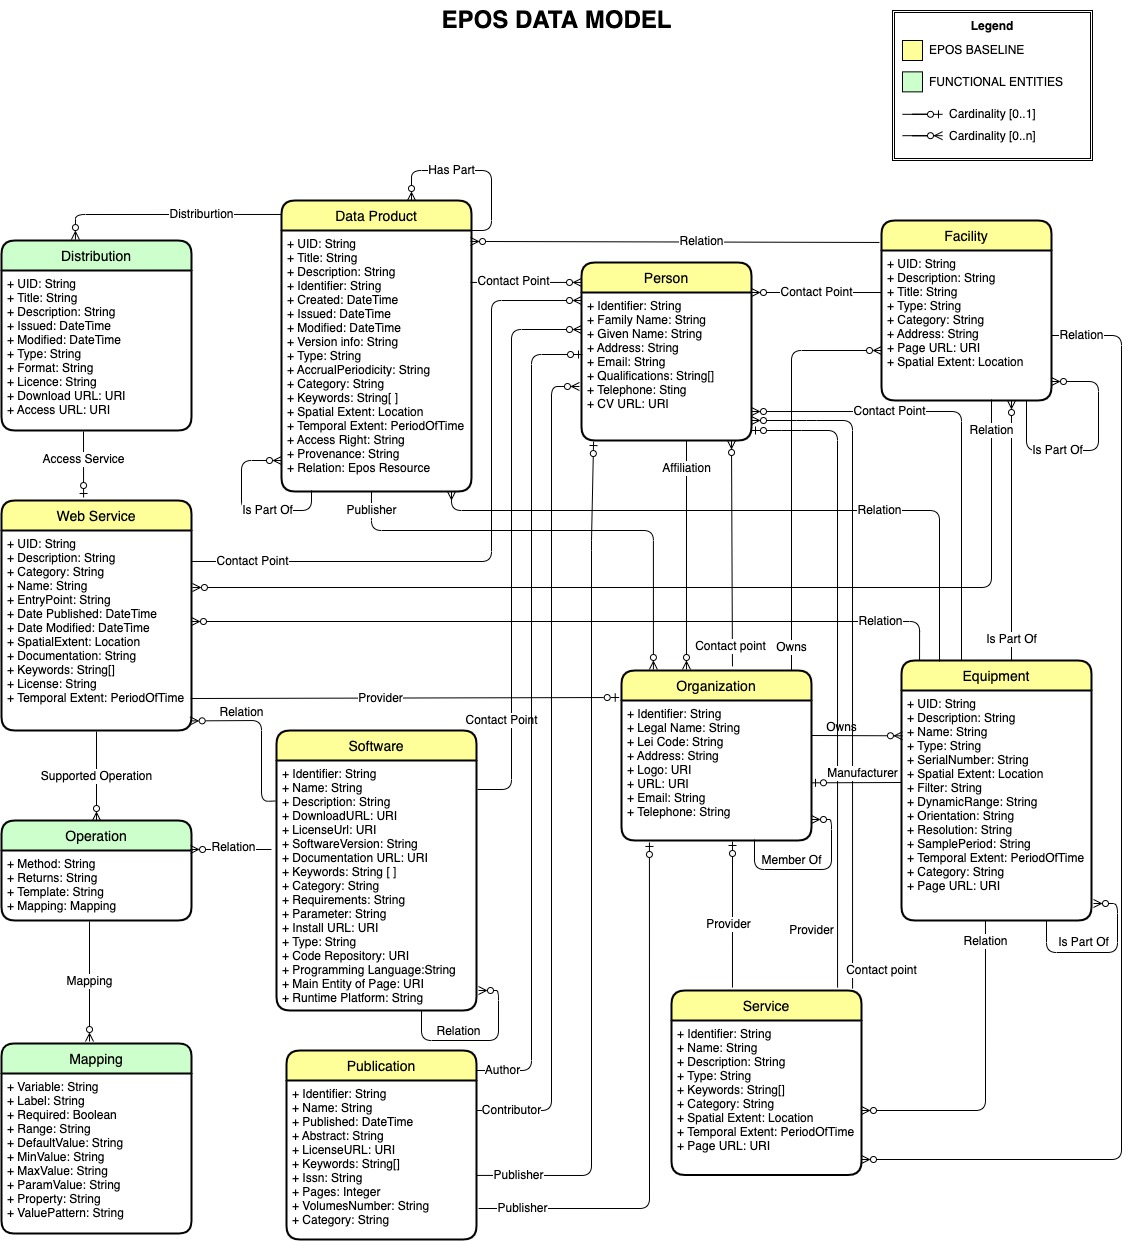 EPOS DATA MODEL
Legend
EPOS BASELINE
FUNCTIONAL ENTITIES
Cardinality [0..1]
Cardinality [0..n]
Has Part
Distriburtion
Data Product
+ UID: String
+ Title: String
+ Description: String
+ Identifier: String
+ Created: DateTime
+ Issued: DateTime
+ Modified: DateTime
+ Version info: String
+ Type: String
+ AccrualPeriodicity: String
+ Category: String
+ Keywords: String[ ]
+ Spatial Extent: Location
+ Temporal Extent: PeriodOfTime
+ Access Right: String
+ Provenance: String
+ Relation: Epos Resource
Is Part Of
Publisher
Relation
Contact Point
Distribution
+ UID: String
+ Title: String
+ Description: String
+ Issued: DateTime
+ Modified: DateTime
+ Type: String
+ Format: String
+ Licence: String
+ Download URL: URI
+ Access URL: URI
Access Service
Person
+ Identifier: String
+ Family Name: String
+ Given Name: String
+ Address: String
+ Email: String
+ Qualifications: String[]
+ Telephone: Sting
+ CV URL: URI
Contact Point
Affiliation
Facility
+ UID: String
+ Description: String
+ Title: String
+ Type: String
+ Category: String
+ Address: String
+ Page URL: URI
+ Spatial Extent: Location
Relation
Contact Point
Relation
Is Part Of
Relation
Web Service
+ UID: String
+ Description: String
+ Category: String
+ Name: String
+ EntryPoint: String
+ Date Published: DateTime
+ Date Modified: DateTime
+ SpatialExtent: Location
+ Documentation: String
+ Keywords: String[]
+ License: String
+ Temporal Extent: PeriodOfTime
Contact Point
Relation
Is Part Of
Contact point
Owns
Provider
Relation
Contact Point
Supported Operation
Organization
+ Identifier: String
+ Legal Name: String
+ Lei Code: String
+ Address: String
+ Logo: URI
+ URL: URI
+ Email: String
+ Telephone: String
Owns
Manufacturer
Member Of
Equipment
+ UID: String
+ Description: String
+ Name: String
+ Type: String
+ SerialNumber: String
+ Spatial Extent: Location
+ Filter: String
+ DynamicRange: String
+ Orientation: String
+ Resolution: String
+ SamplePeriod: String
+ Temporal Extent: PeriodOfTime
+ Category: String
+ Page URL: URI
Relation
Is Part Of
Software
+ Identifier: String
+ Name: String
+ Description: String
+ DownloadURL: URI
+ LicenseUrl: URI
+ SoftwareVersion: String
+ Documentation URL: URI
+ Keywords: String [ ]
+ Category: String
+ Requirements: String
+ Parameter: String
+ Install URL: URI
+ Type: String
+ Code Repository: URI
+ Programming Language:String
+ Main Entity of Page: URI
+ Runtime Platform: String
Relation
Operation
+ Method: String
+ Returns: String
+ Template: String
+ Mapping: Mapping
Relation
Mapping
Provider
Provider
Contact point
Mapping
+ Variable: String
+ Label: String
+ Required: Boolean
+ Range: String
+ DefaultValue: String
+ MinValue: String
+ MaxValue: String
+ ParamValue: String
+ Property: String
+ ValuePattern: String
Publication
+ Identifier: String
+ Name: String
+ Published: DateTime
+ Abstract: String
+ LicenseURL: URI
+ Keywords: String[]
+ Issn: String
+ Pages: Integer
+ VolumesNumber: String
+ Category: String
Author
Contributor
Publisher
Publisher
Service
+ Identifier: String
+ Name: String
+ Description: String
+ Type: String
+ Keywords: String[]
+ Category: String
+ Spatial Extent: Location
+ Temporal Extent: PeriodOfTime
+ Page URL: URI